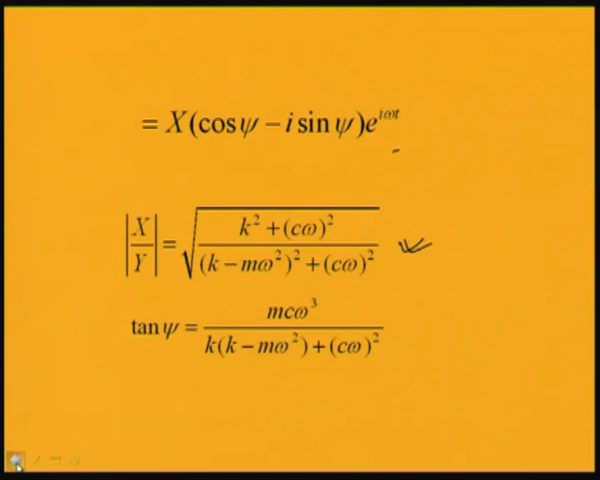 = X(cosψ − i sinψ)e^{iωt}
|X/Y| = √((k² + (cω)²)/((k − mω²)² + (cω)²))
tanψ = mcω³/(k(k − mω²) + (cω)²)